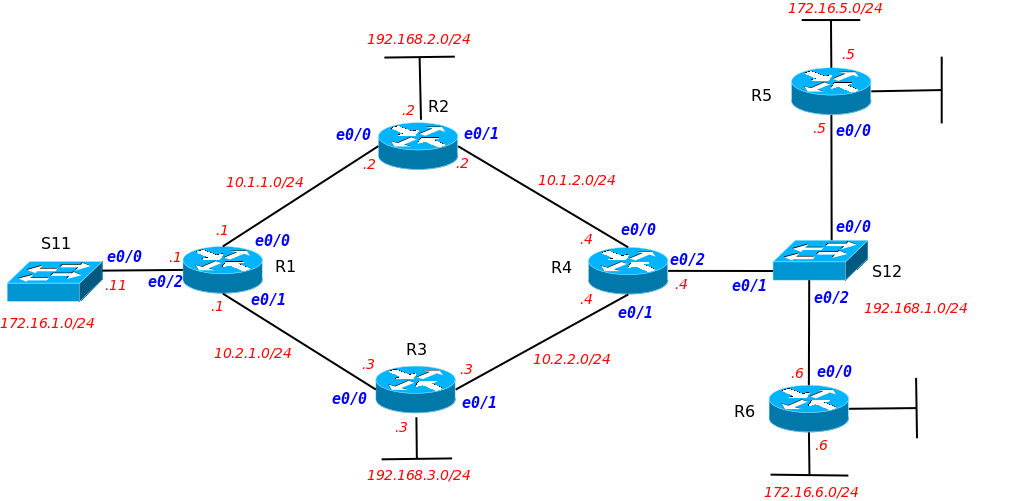 172.16.5.0/24
192.168.2.0/24
.5
R5
R2
.2
e0/0
e0/1
.5
e0/0
.2
.2
10.1.1.0/24
10.1.2.0/24
.1
e0/0
e0/0
e0/0
.4
S11
e0/0
.1
R1
R4
e0/2
S12
.11
e0/2
.4
e0/1
e0/1
.1
.4
e0/1
e0/2
192.168.1.0/24
172.16.1.0/24
10.2.1.0/24
R3
10.2.2.0/24
.3
.3
.6
e0/0
e0/0
e0/1
R6
.3
.6
192.168.3.0/24
172.16.6.0/24